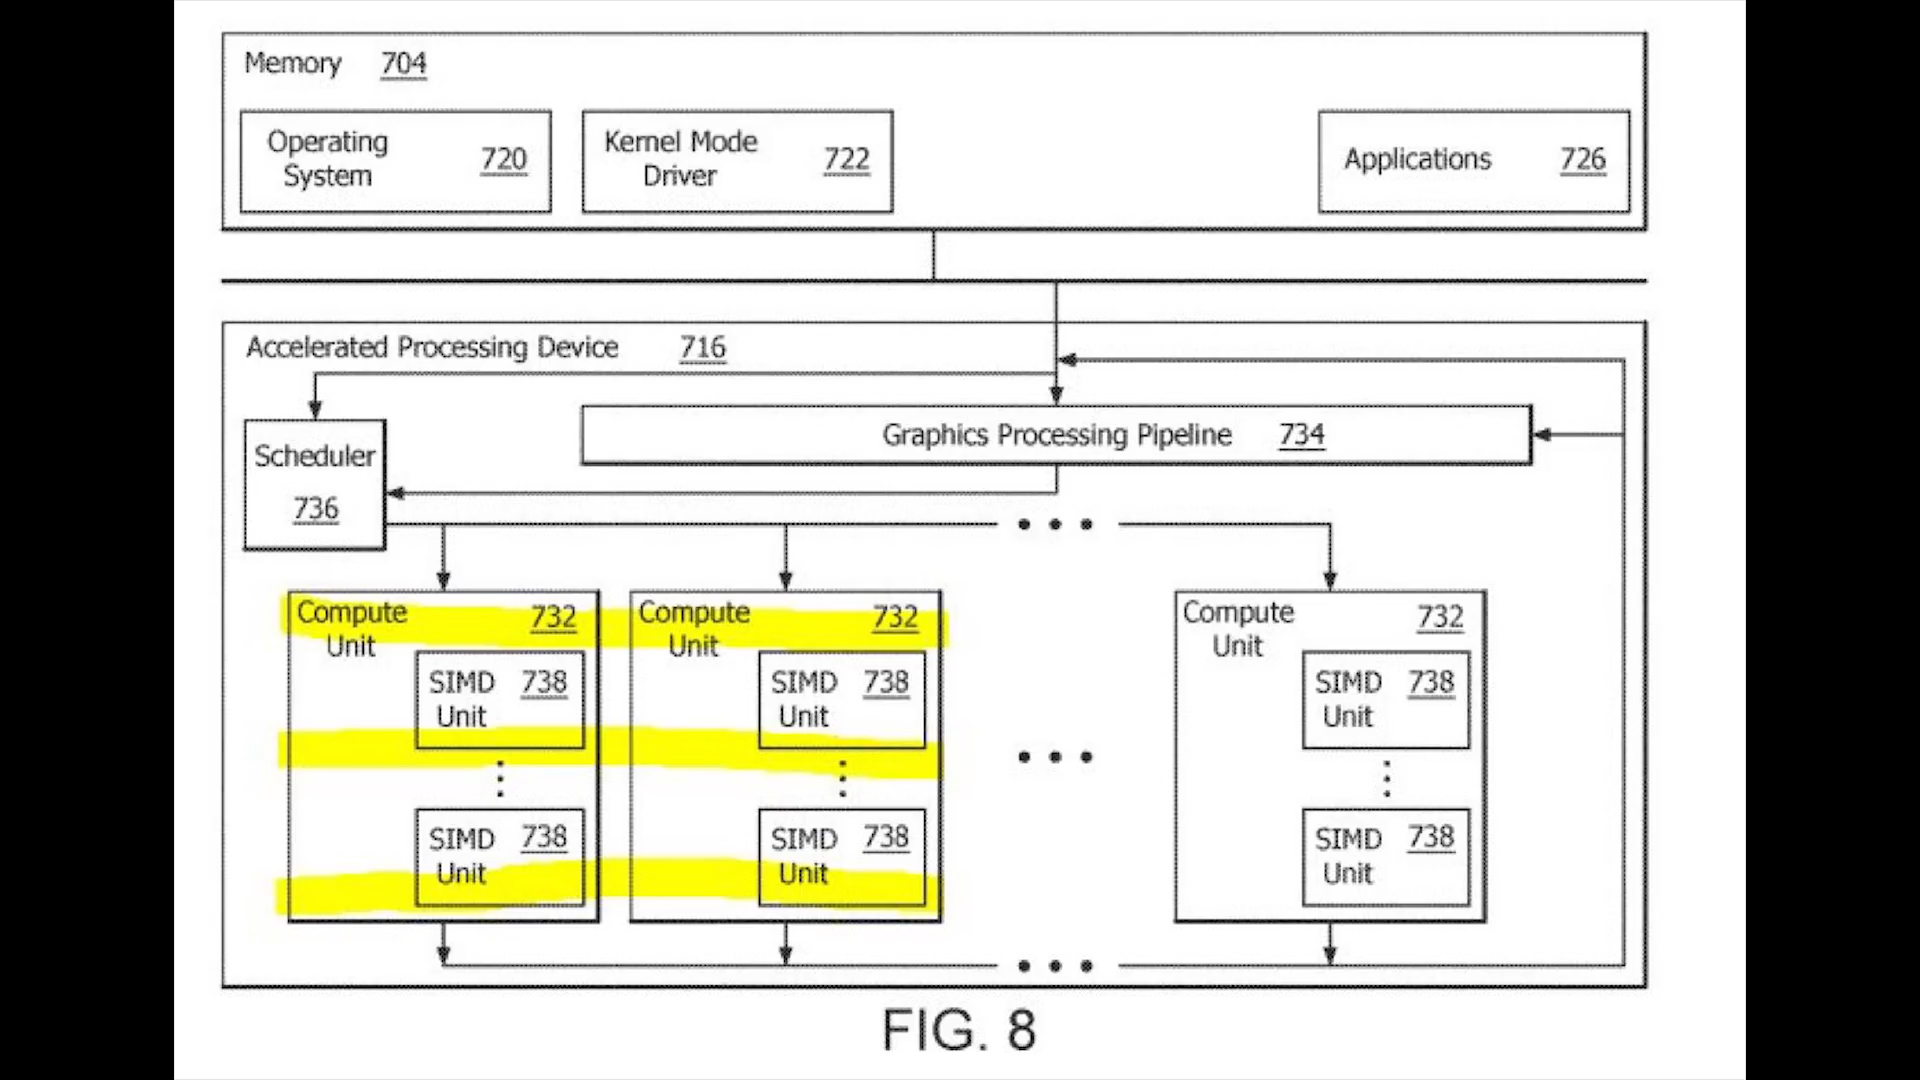 Memory 704
Operating System 720
Kernel Mode Driver 722
Applications 726
Accelerated Processing Device 716
Scheduler 736
Graphics Processing Pipeline 734
Compute Unit 732
SIMD Unit 738
SIMD Unit 738
Compute Unit 732
SIMD Unit 738
SIMD Unit 738
Compute Unit 732
SIMD Unit 738
SIMD Unit 738
FIG. 8